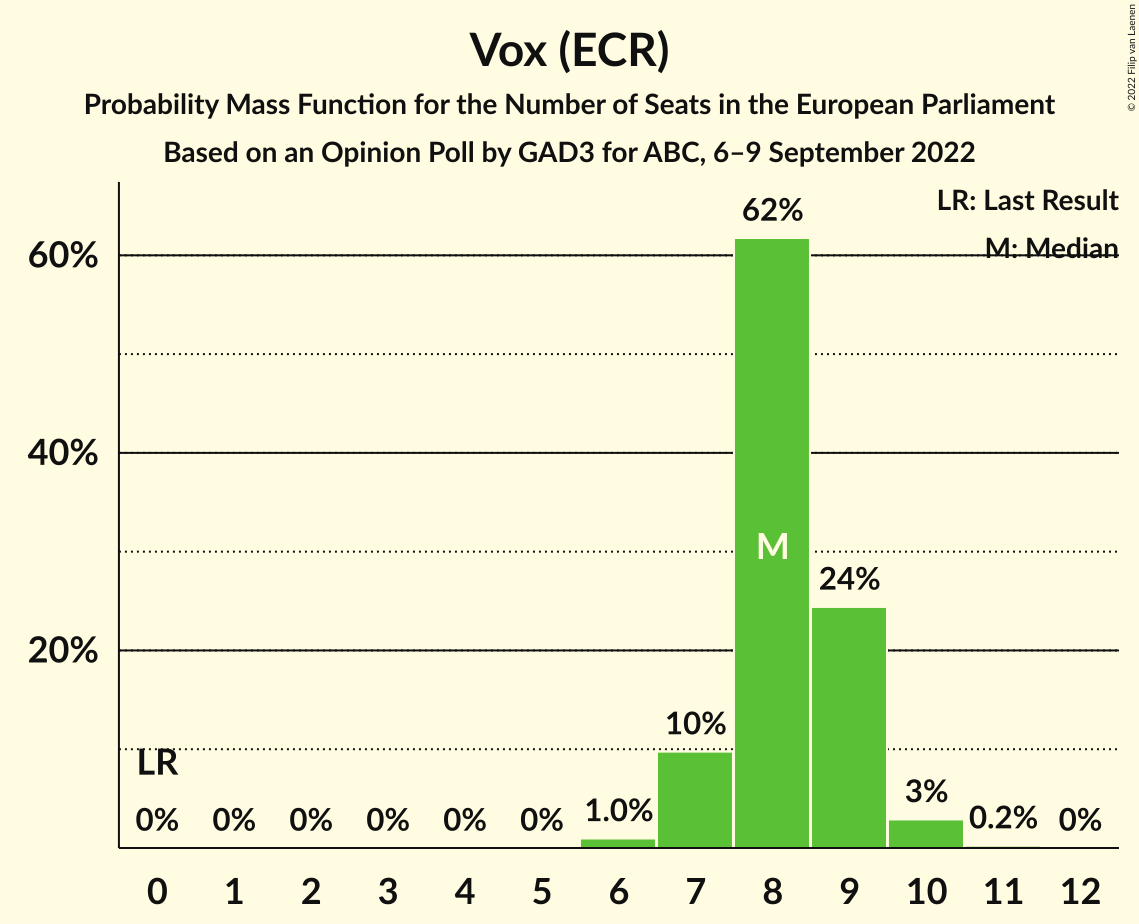 Vox (ECR)
Probability Mass Function for the Number of Seats in the European Parliament
Based on an Opinion Poll by GAD3 for ABC, 6–9 September 2022
© 2022 Filip van Laenen
LR: Last Result
M: Median
60%
40%
20%
62%
M
24%
10%
LR
0% 0% 0% 0% 0% 0% 1.0% 3% 0.2% 0%
0 1 2 3 4 5 6 7 8 9 10 11 12